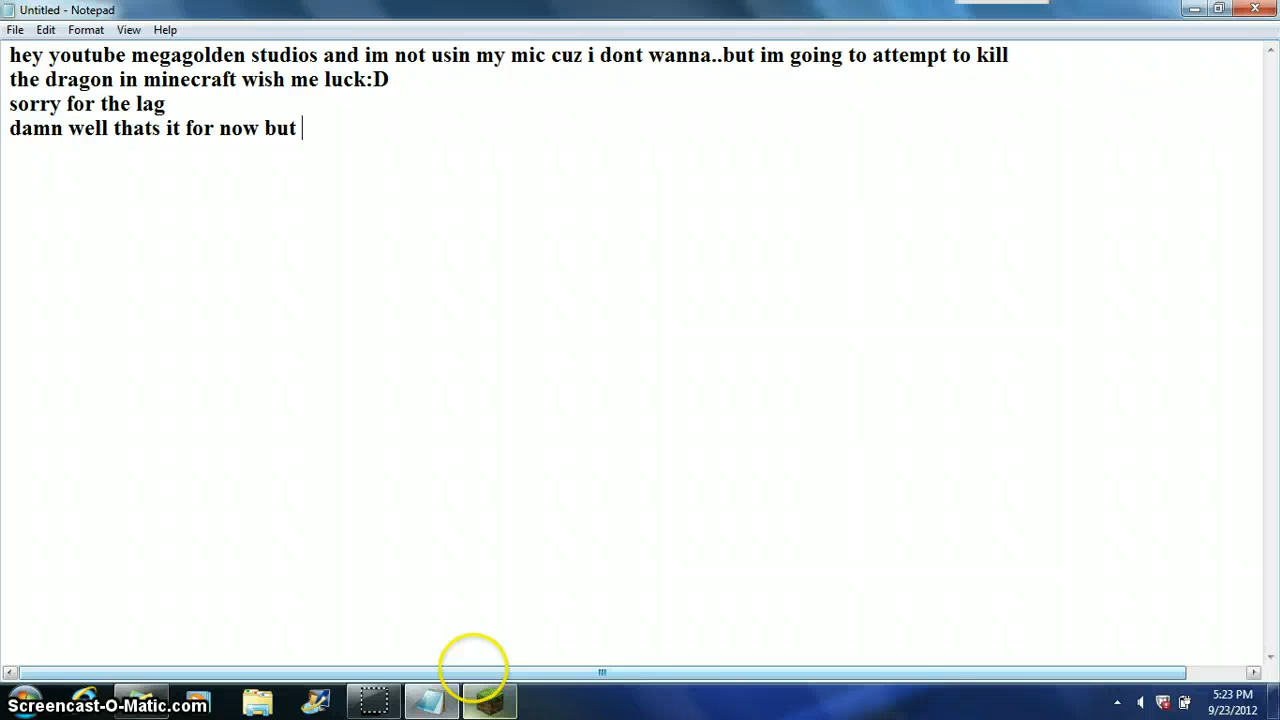 Untitled - Notepad
File Edit Format View Help
hey youtube megagolden studios and im not usin my mic cuz i dont wanna..but im going to attempt to kill
the dragon in minecraft wish me luck:D
sorry for the lag
damn well thats it for now but
Screencast-O-Matic.com
5:23 PM
9/23/2012